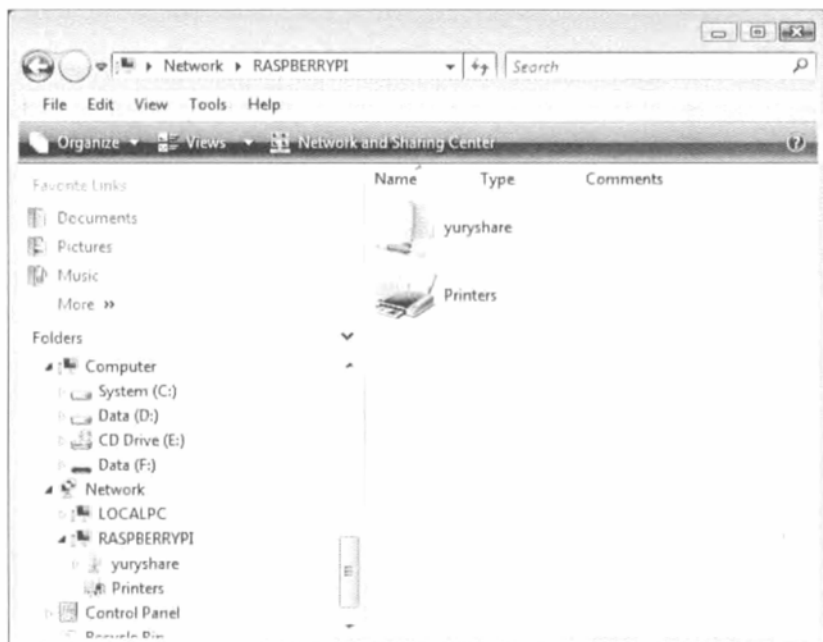 Network ▸ RASPBERRYPI
Search
File Edit View Tools Help
Organize Views Network and Sharing Center
Favorite Links
Documents
Pictures
Music
More »
Folders
Computer
System (C:)
Data (D:)
CD Drive (E:)
Data (F:)
Network
LOCALPC
RASPBERRYPI
yuryshare
Printers
Control Panel
Recycle Bin
Name Type Comments
yuryshare
Printers